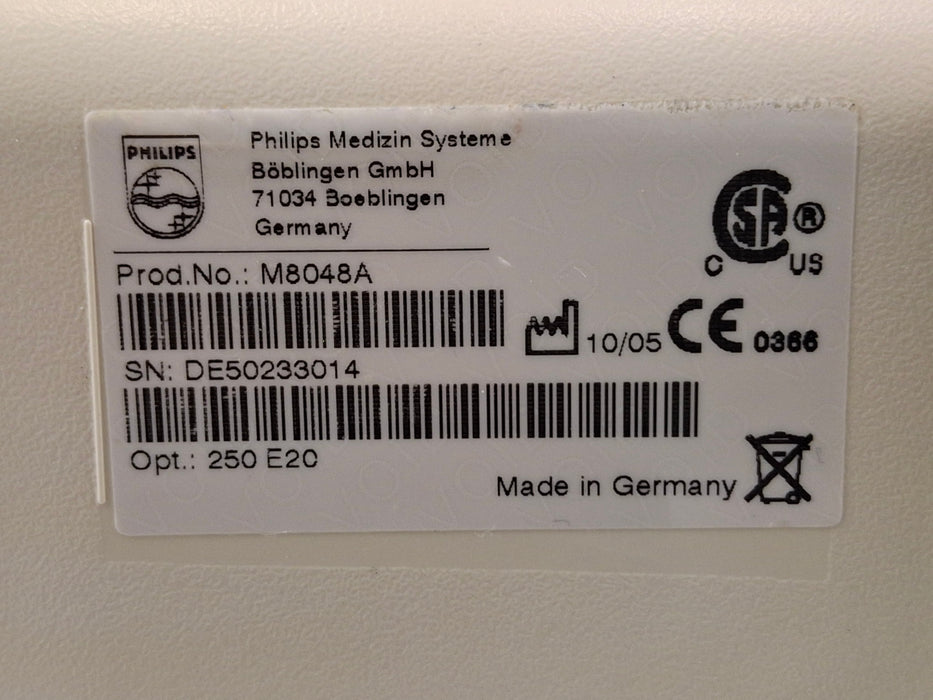 PHILIPS
Philips Medizin Systeme
Böblingen GmbH
71034 Boeblingen
Germany
CSA ®
C US
Prod.No.: M8048A
10/05 CE 0366
SN: DE50233014
Opt.: 250 E20
Made in Germany